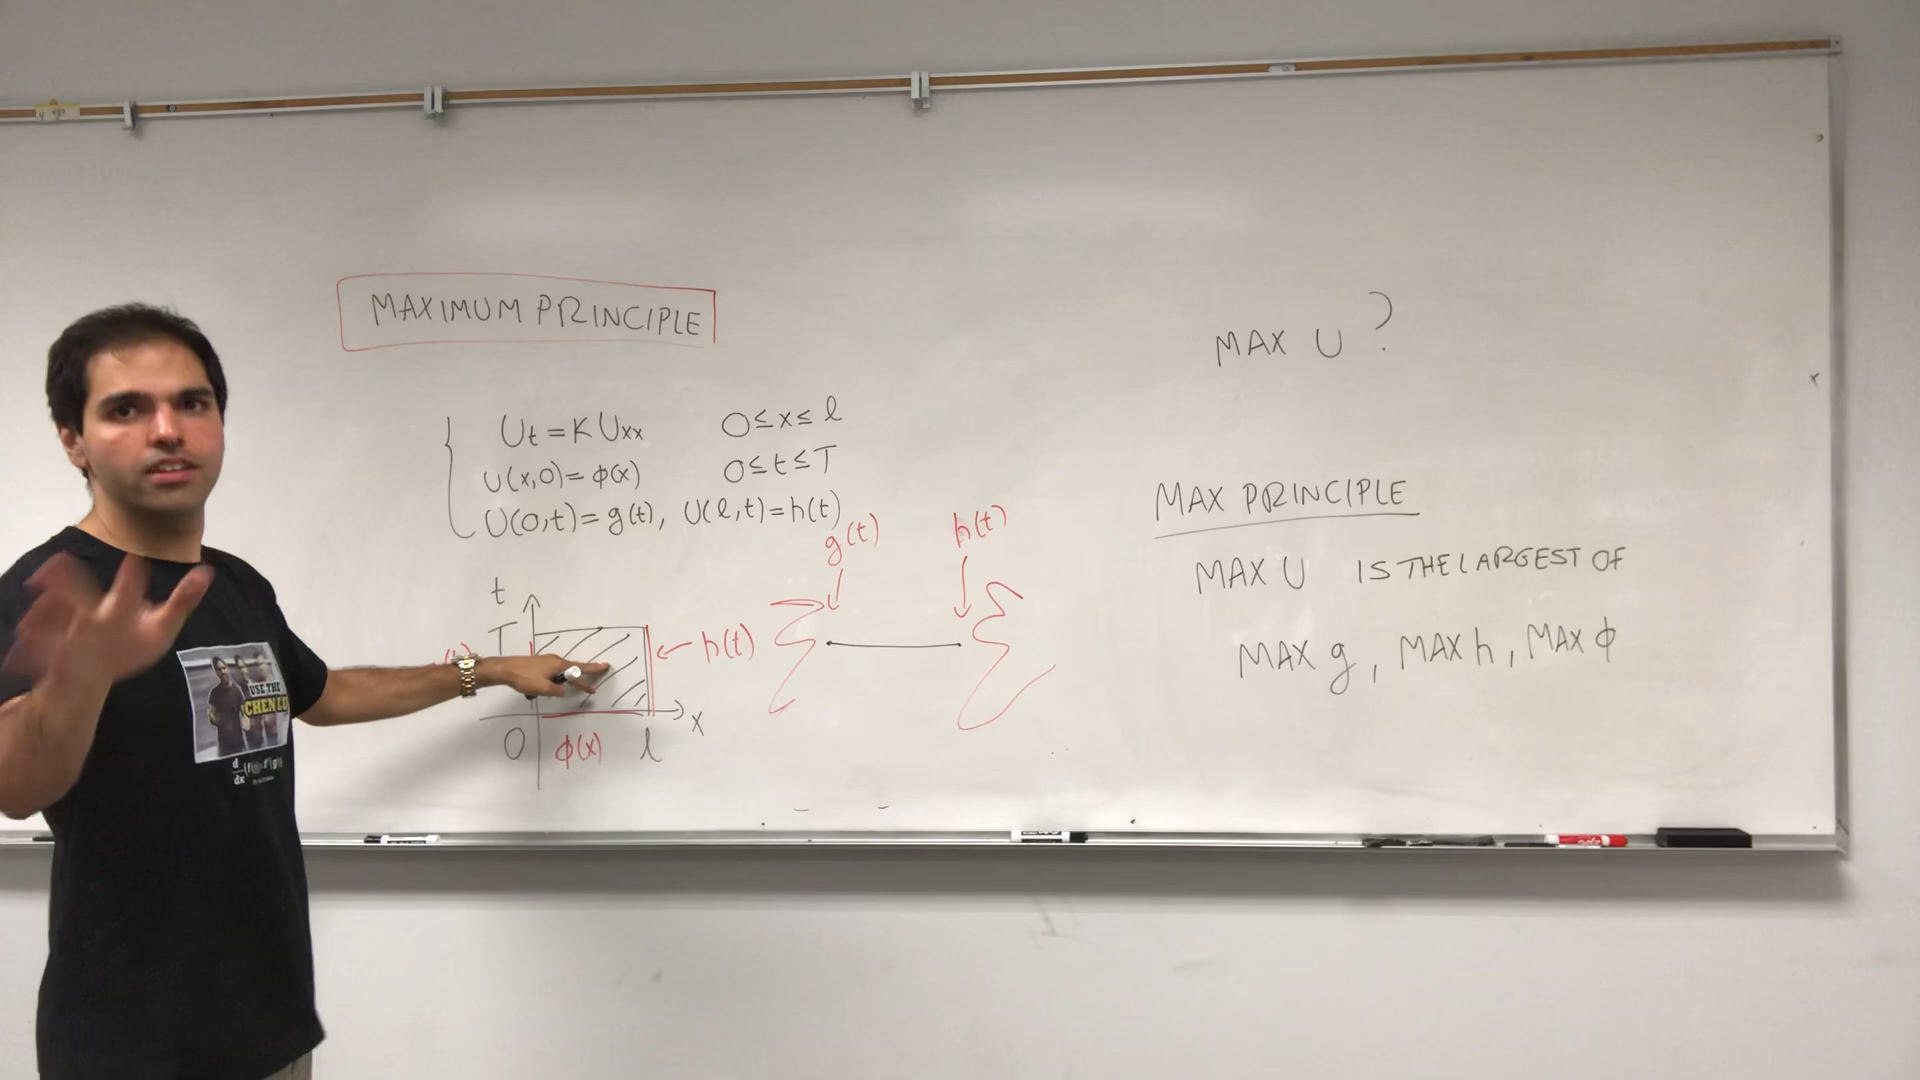 MAXIMUM PRINCIPLE
Ut = K Uxx 0≤x≤l
U(x,0) = ϕ(x) 0≤t≤T
U(0,t) = g(t), U(l,t) = h(t)
g(t) h(t)
t
T
h(t)
x
0 ϕ(x) l
MAX U ?
MAX PRINCIPLE
MAX U IS THE LARGEST OF
MAX g, MAX h, MAX ϕ
USE THE
CHEN
d/dx